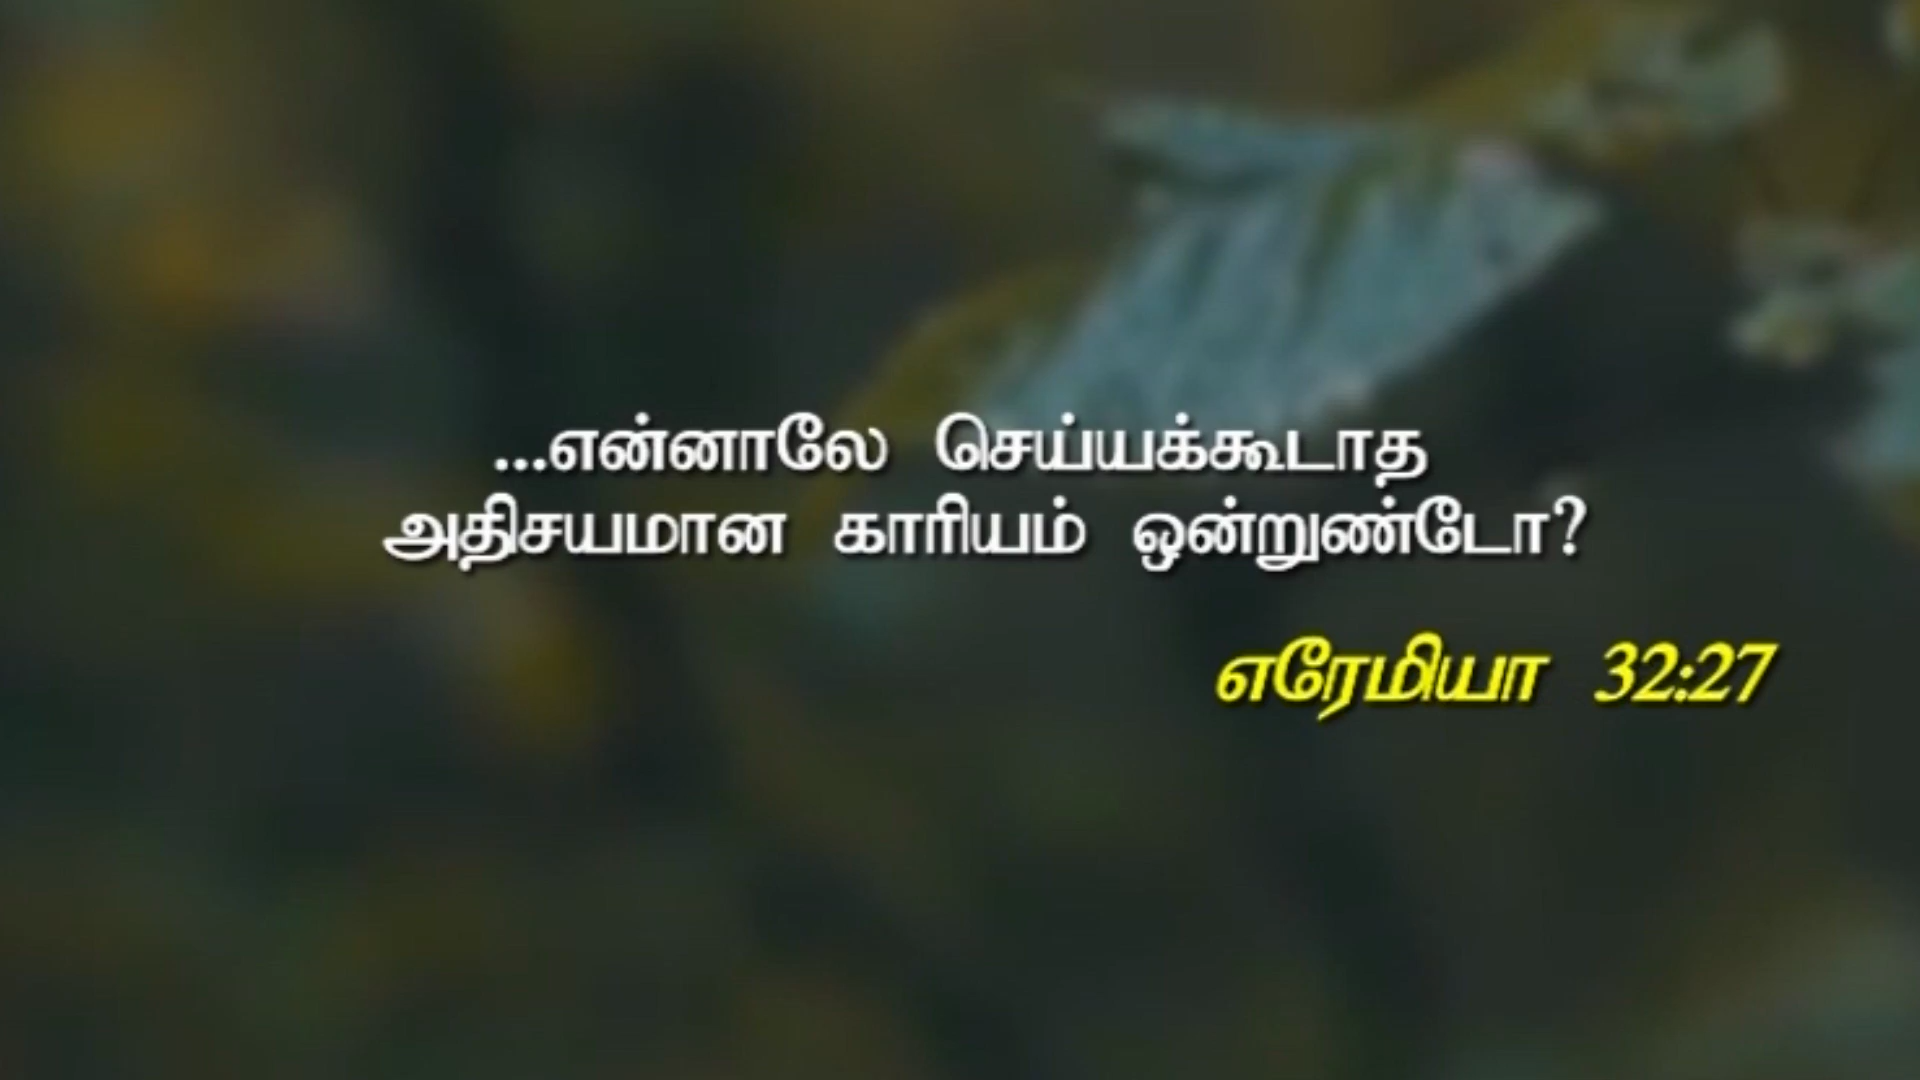 ...என்னாலே செய்யக்கூடாத
அதிசயமான காரியம் ஒன்றுண்டோ?
எரேமியா 32:27